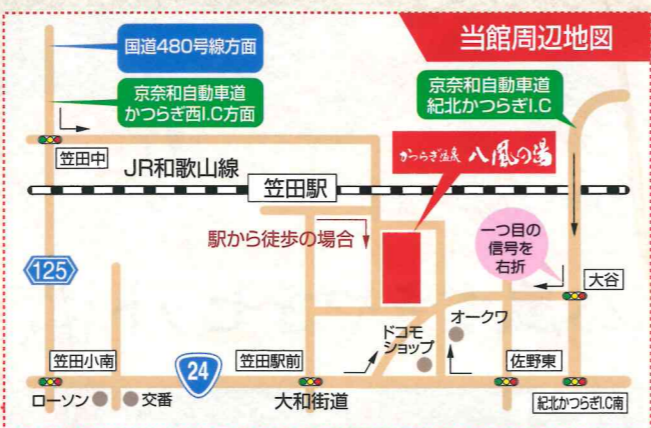 当館周辺地図
国道480号線方面
京奈和自動車道
かつらぎ西I.C方面
京奈和自動車道
紀北かつらぎI.C
笠田中
JR和歌山線
笠田駅
かつらぎ温泉 八風の湯
駅から徒歩の場合
一つ目の
信号を
右折
125
大谷
オークワ
ドコモ
ショップ
笠田小南
24
笠田駅前
佐野東
ローソン
交番
大和街道
紀北かつらぎI.C南